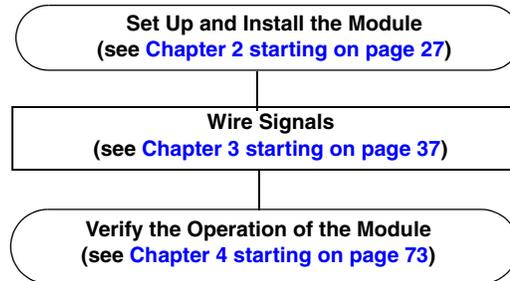 Set Up and Install the Module
(see Chapter 2 starting on page 27)
Wire Signals
(see Chapter 3 starting on page 37)
Verify the Operation of the Module
(see Chapter 4 starting on page 73)